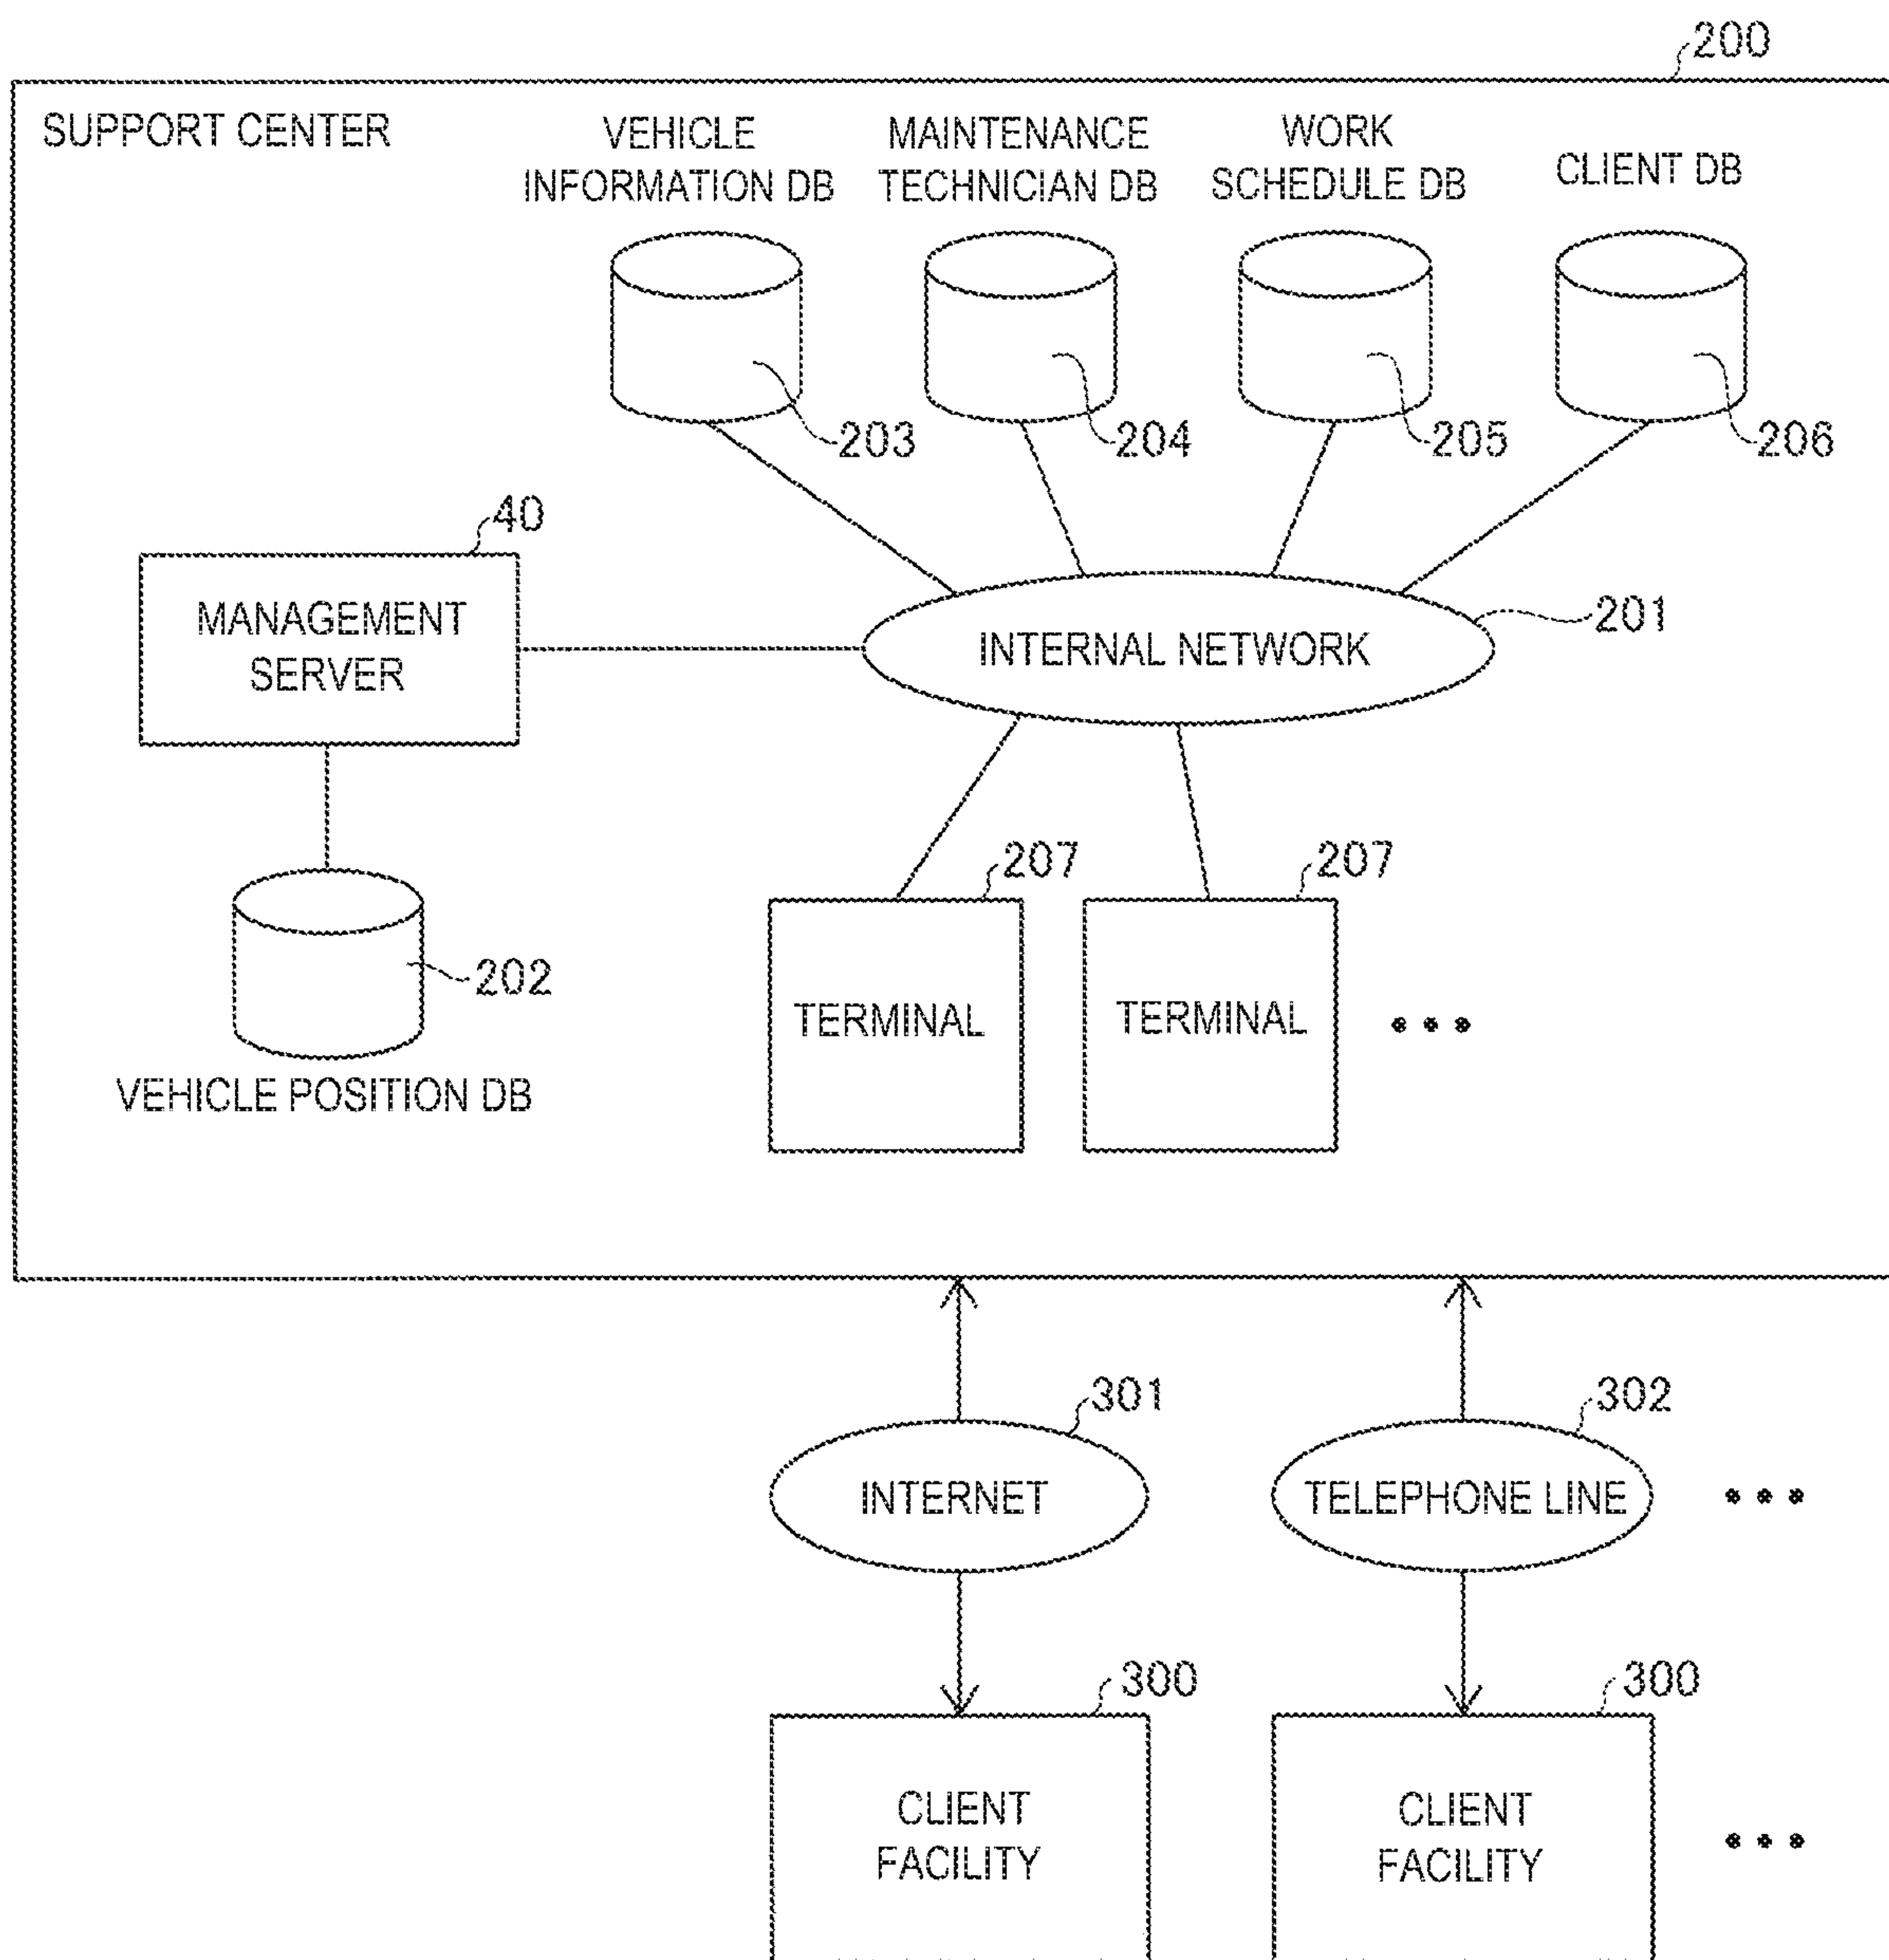 200
SUPPORT CENTER
VEHICLE
INFORMATION DB
MAINTENANCE
TECHNICIAN DB
WORK
SCHEDULE DB
CLIENT DB
203
204
205
206
40
MANAGEMENT
SERVER
INTERNAL NETWORK
201
202
VEHICLE POSITION DB
207
TERMINAL
207
TERMINAL
301
INTERNET
302
TELEPHONE LINE
300
CLIENT
FACILITY
300
CLIENT
FACILITY